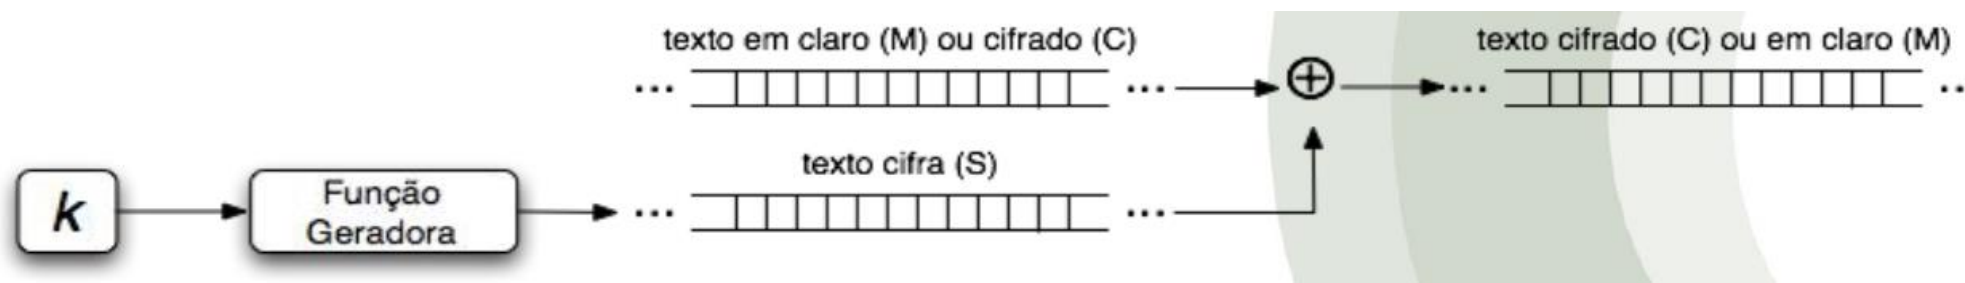 texto em claro (M) ou cifrado (C)
... ... ⊕ ...
texto cifrado (C) ou em claro (M)
..
texto cifra (S)
k
Função
Geradora
... ...